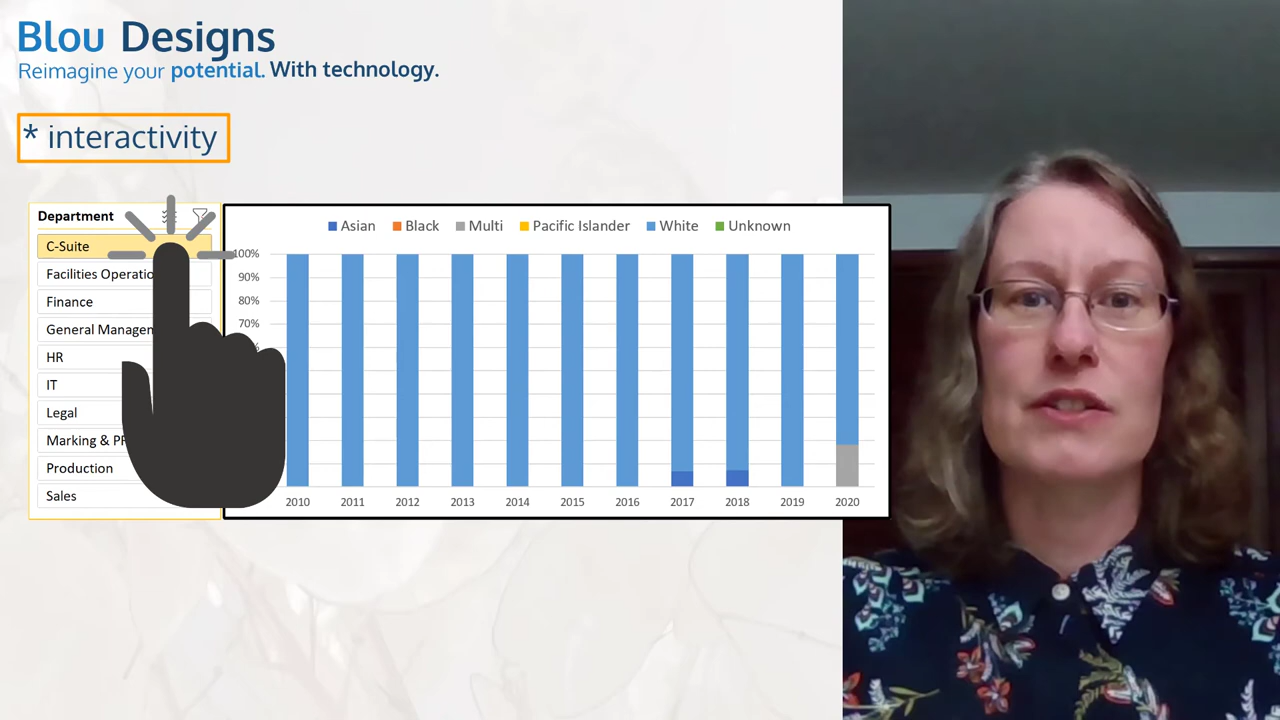 Blou Designs
Reimagine your potential. With technology.
* interactivity
Department
C-Suite
Facilities
Finance
General
HR
IT
Legal
Marking &
Production
Sales
Asian Black Multi Pacific Islander White Unknown
100%
90%
80%
70%
2010 2011 2012 2013 2014 2015 2016 2017 2018 2019 2020